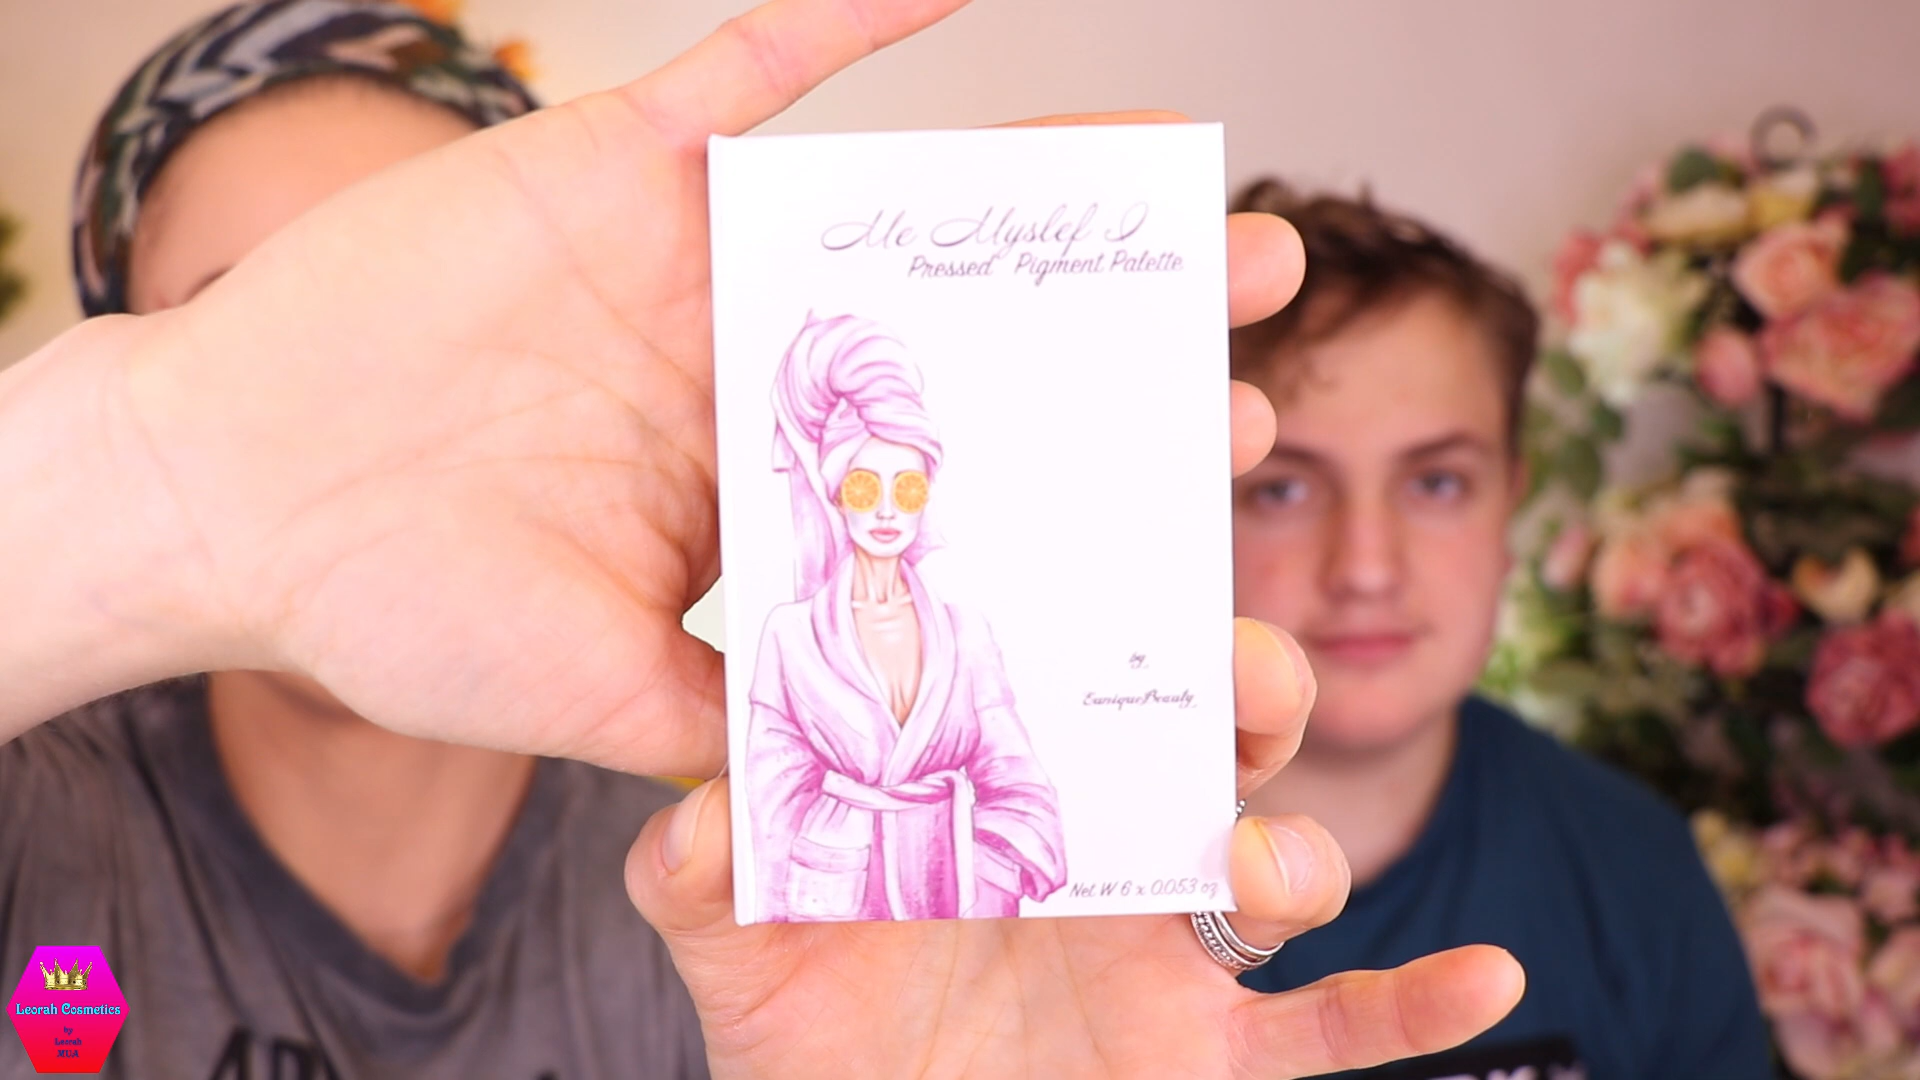 Me Myslef I
Pressed Pigment Palette
by
EuniqueBeauty
Net W 6 x 0.053 oz
Leorah Cosmetics
by
Leorah
MUA